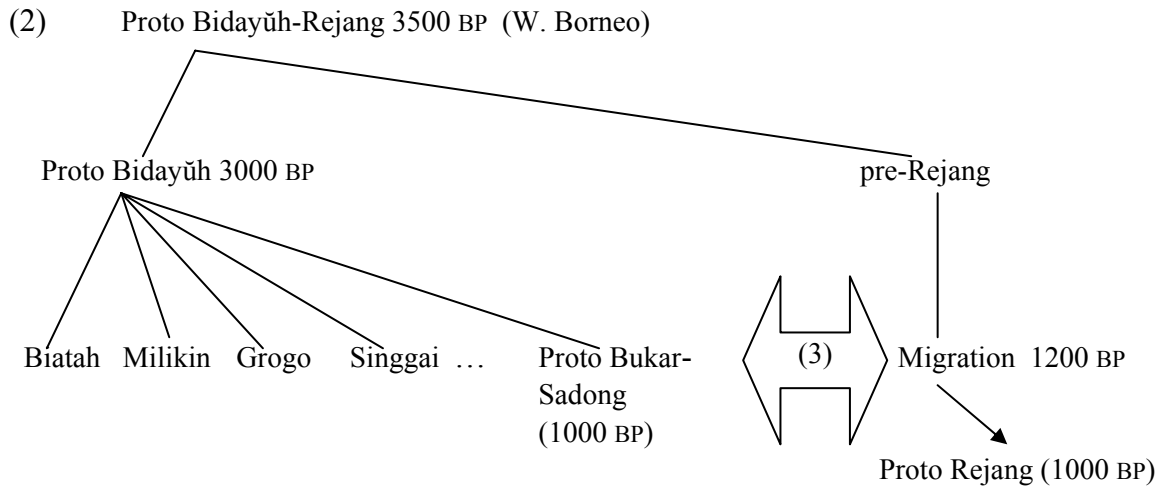 (2) Proto Bidayŭh-Rejang 3500 BP (W. Borneo)
Proto Bidayŭh 3000 BP pre-Rejang
Biatah Milikin Grogo Singgai … Proto Bukar- (3) Migration 1200 BP
Sadong
(1000 BP)
Proto Rejang (1000 BP)